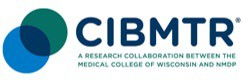 CIBMTR®
A RESEARCH COLLABORATION BETWEEN THE
MEDICAL COLLEGE OF WISCONSIN AND NMDP